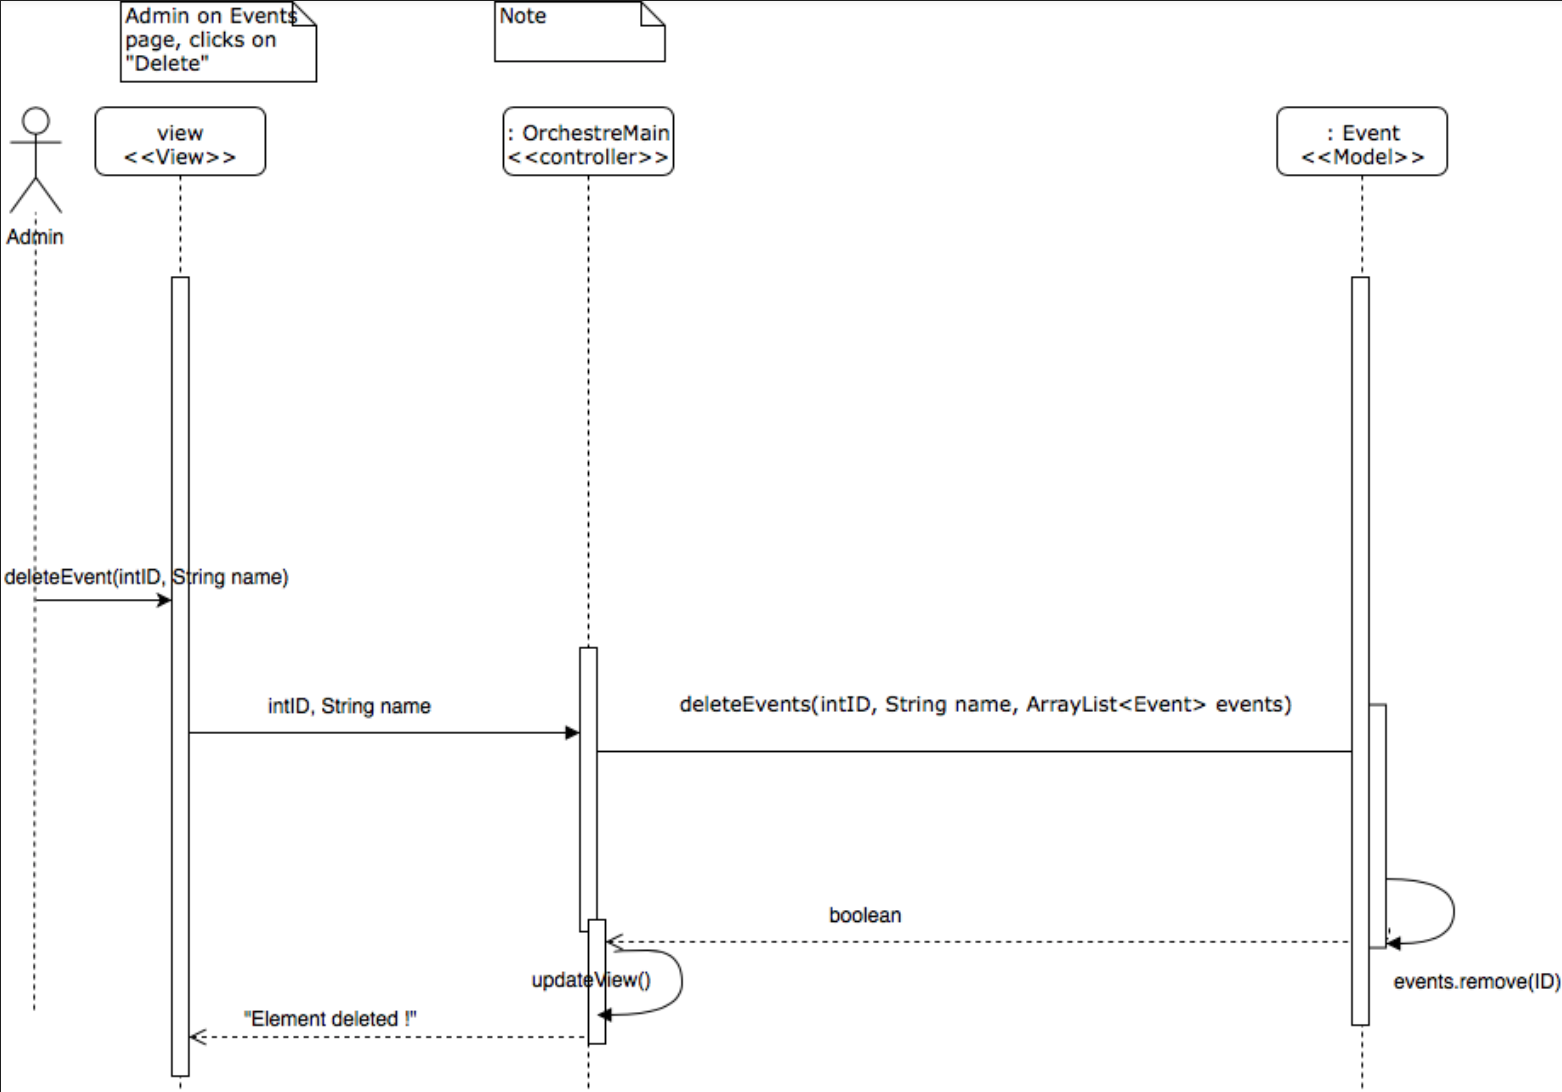 Admin on Events
page, clicks on
"Delete"
Note
view
<<View>>
: OrchestreMain
<<controller>>
: Event
<<Model>>
Admin
deleteEvent(intID, String name)
intID, String name
deleteEvents(intID, String name, ArrayList<Event> events)
boolean
updateView()
events.remove(ID)
"Element deleted !"